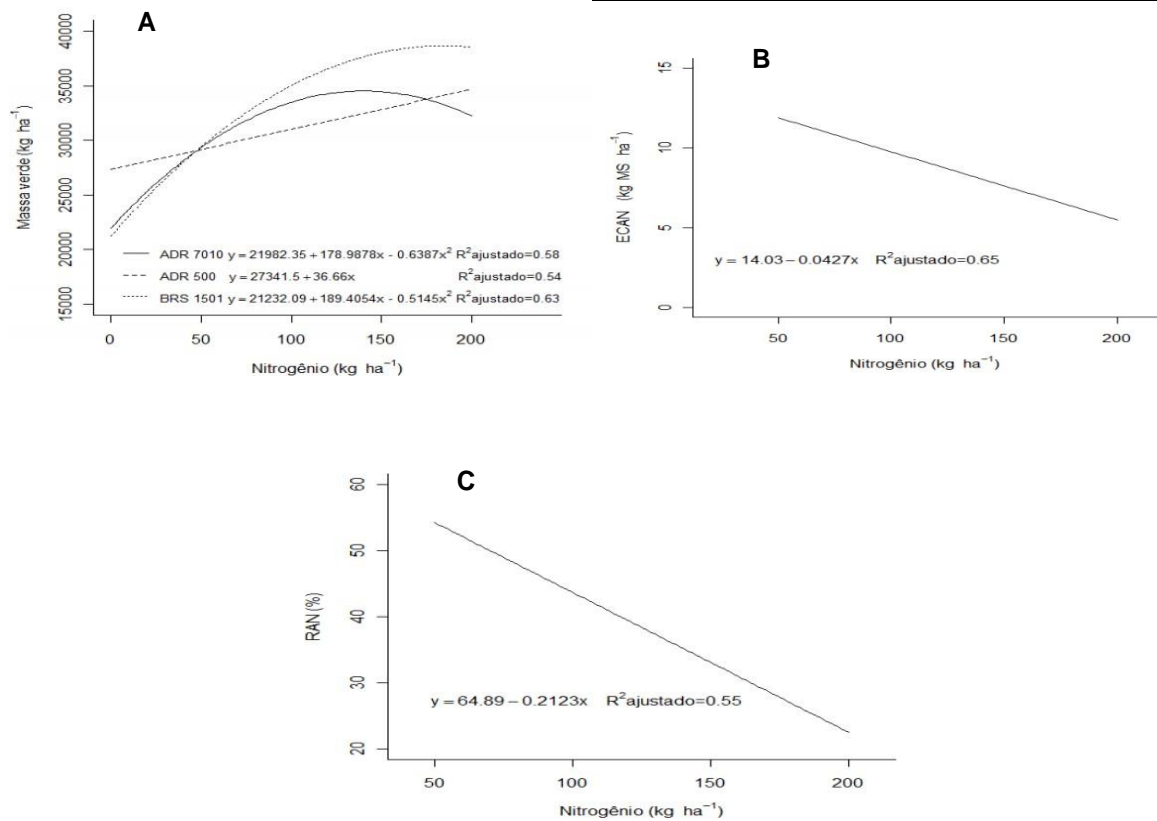 A
Massa verde (kg ha⁻¹)
40000
35000
30000
25000
20000
15000
ADR 7010 y = 21982.35 + 178.9878x - 0.6387x² R²ajustado=0.58
ADR 500 y = 27341.5 + 36.66x R²ajustado=0.54
BRS 1501 y = 21232.09 + 189.4054x - 0.5145x² R²ajustado=0.63
0 50 100 150 200
Nitrogênio (kg ha⁻¹)
B
ECAN (kg MS ha⁻¹)
15
10
5
0
y = 14.03 − 0.0427x R²ajustado=0.65
50 100 150 200
Nitrogênio (kg ha⁻¹)
C
RAN (%)
60
50
40
30
20
y = 64.89 − 0.2123x R²ajustado=0.55
50 100 150 200
Nitrogênio (kg ha⁻¹)